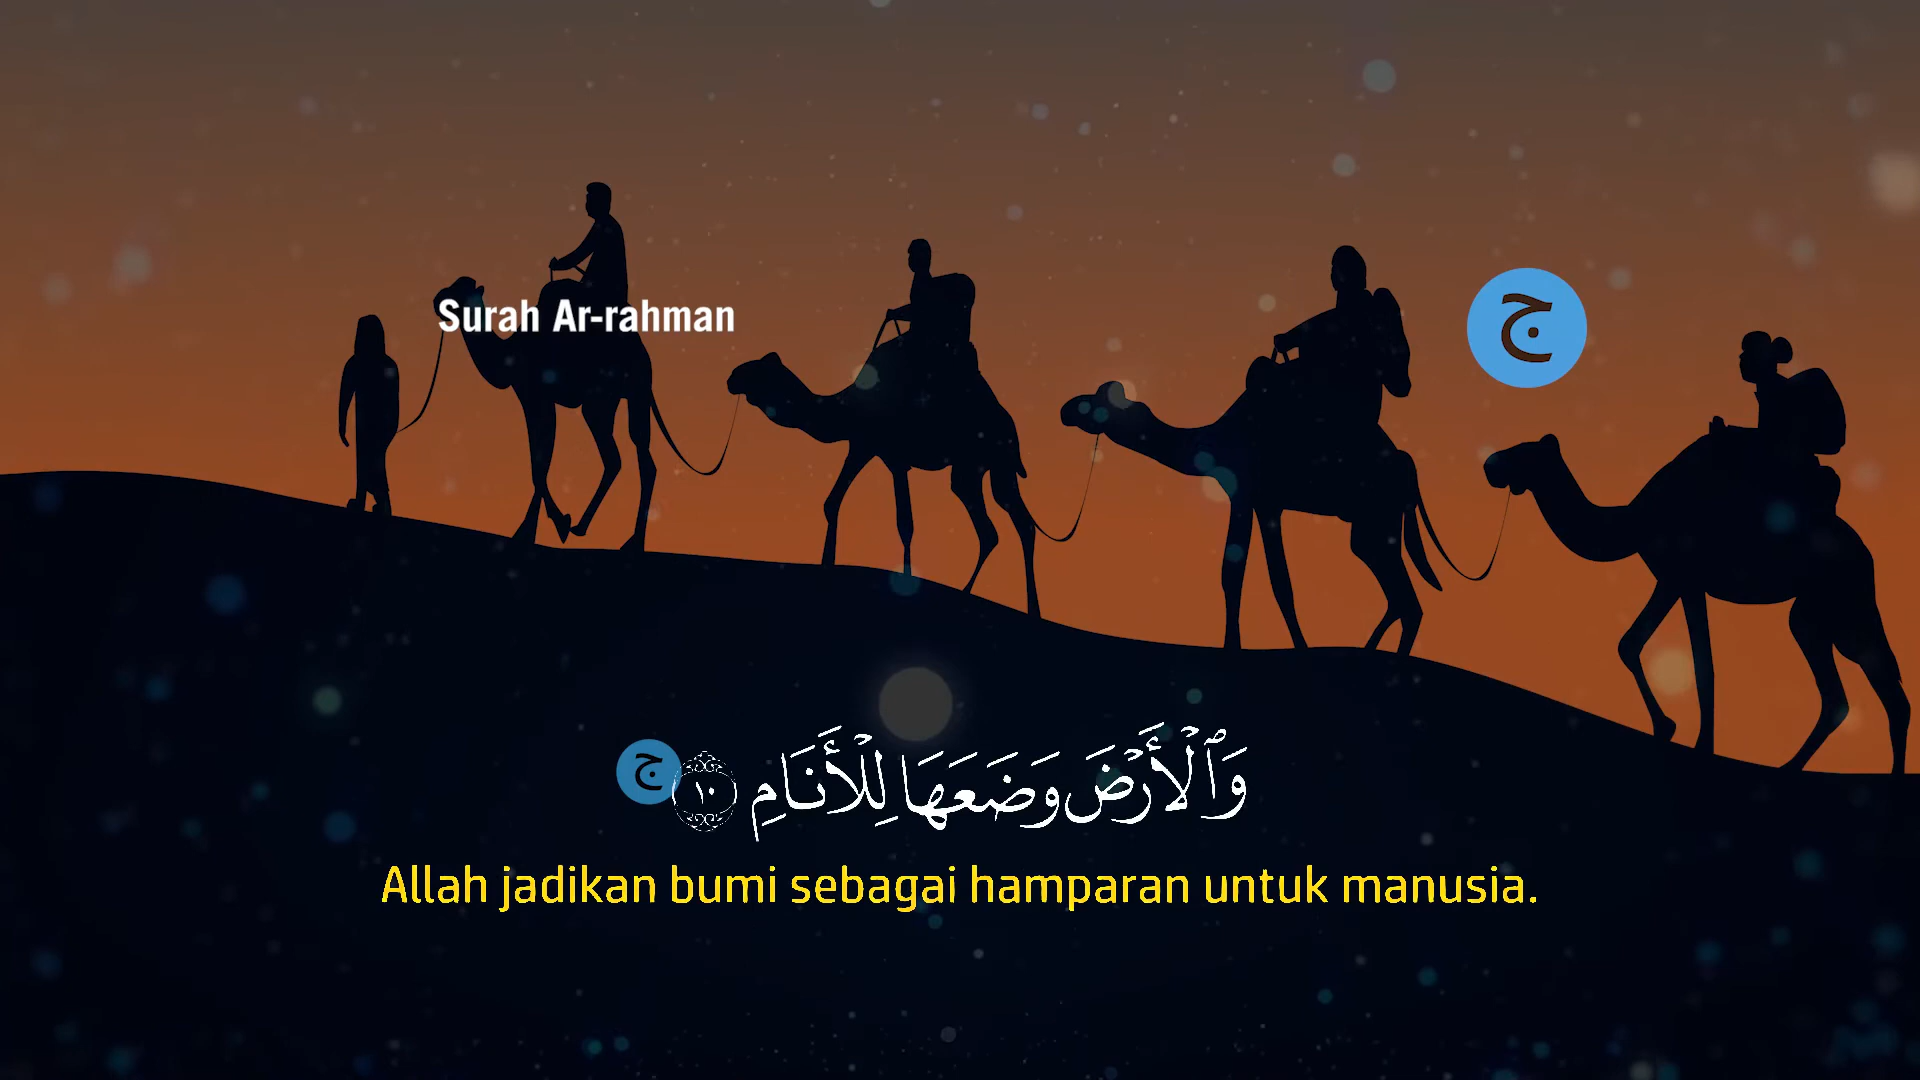 Surah Ar-rahman
ج
وَٱلْأَرْضَ وَضَعَهَا لِلْأَنَامِ ١٠ ج
Allah jadikan bumi sebagai hamparan untuk manusia.